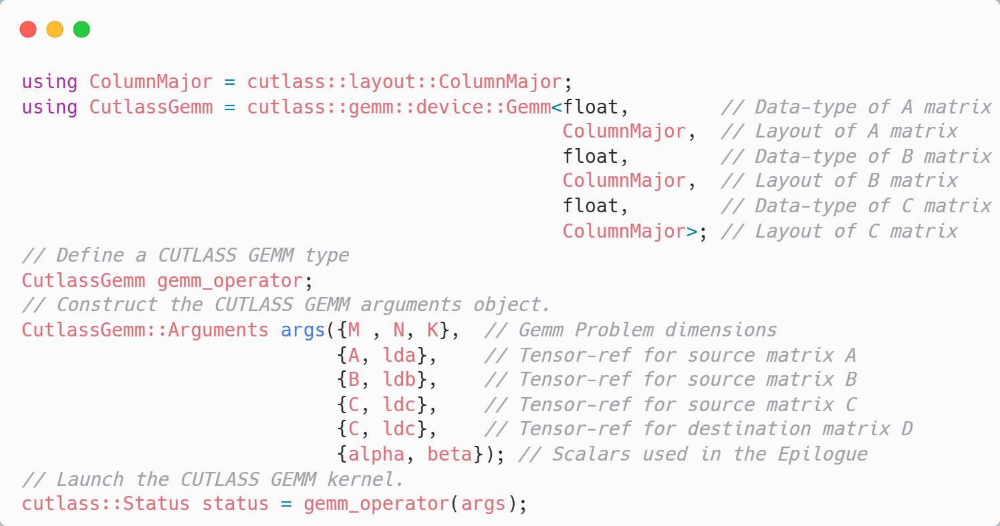 using ColumnMajor = cutlass::layout::ColumnMajor;
using CutlassGemm = cutlass::gemm::device::Gemm<float,        // Data-type of A matrix
                                                ColumnMajor,  // Layout of A matrix
                                                float,        // Data-type of B matrix
                                                ColumnMajor,  // Layout of B matrix
                                                float,        // Data-type of C matrix
                                                ColumnMajor>; // Layout of C matrix
// Define a CUTLASS GEMM type
CutlassGemm gemm_operator;
// Construct the CUTLASS GEMM arguments object.
CutlassGemm::Arguments args({M , N, K},  // Gemm Problem dimensions
                            {A, lda},    // Tensor-ref for source matrix A
                            {B, ldb},    // Tensor-ref for source matrix B
                            {C, ldc},    // Tensor-ref for source matrix C
                            {C, ldc},    // Tensor-ref for destination matrix D
                            {alpha, beta}); // Scalars used in the Epilogue
// Launch the CUTLASS GEMM kernel.
cutlass::Status status = gemm_operator(args);